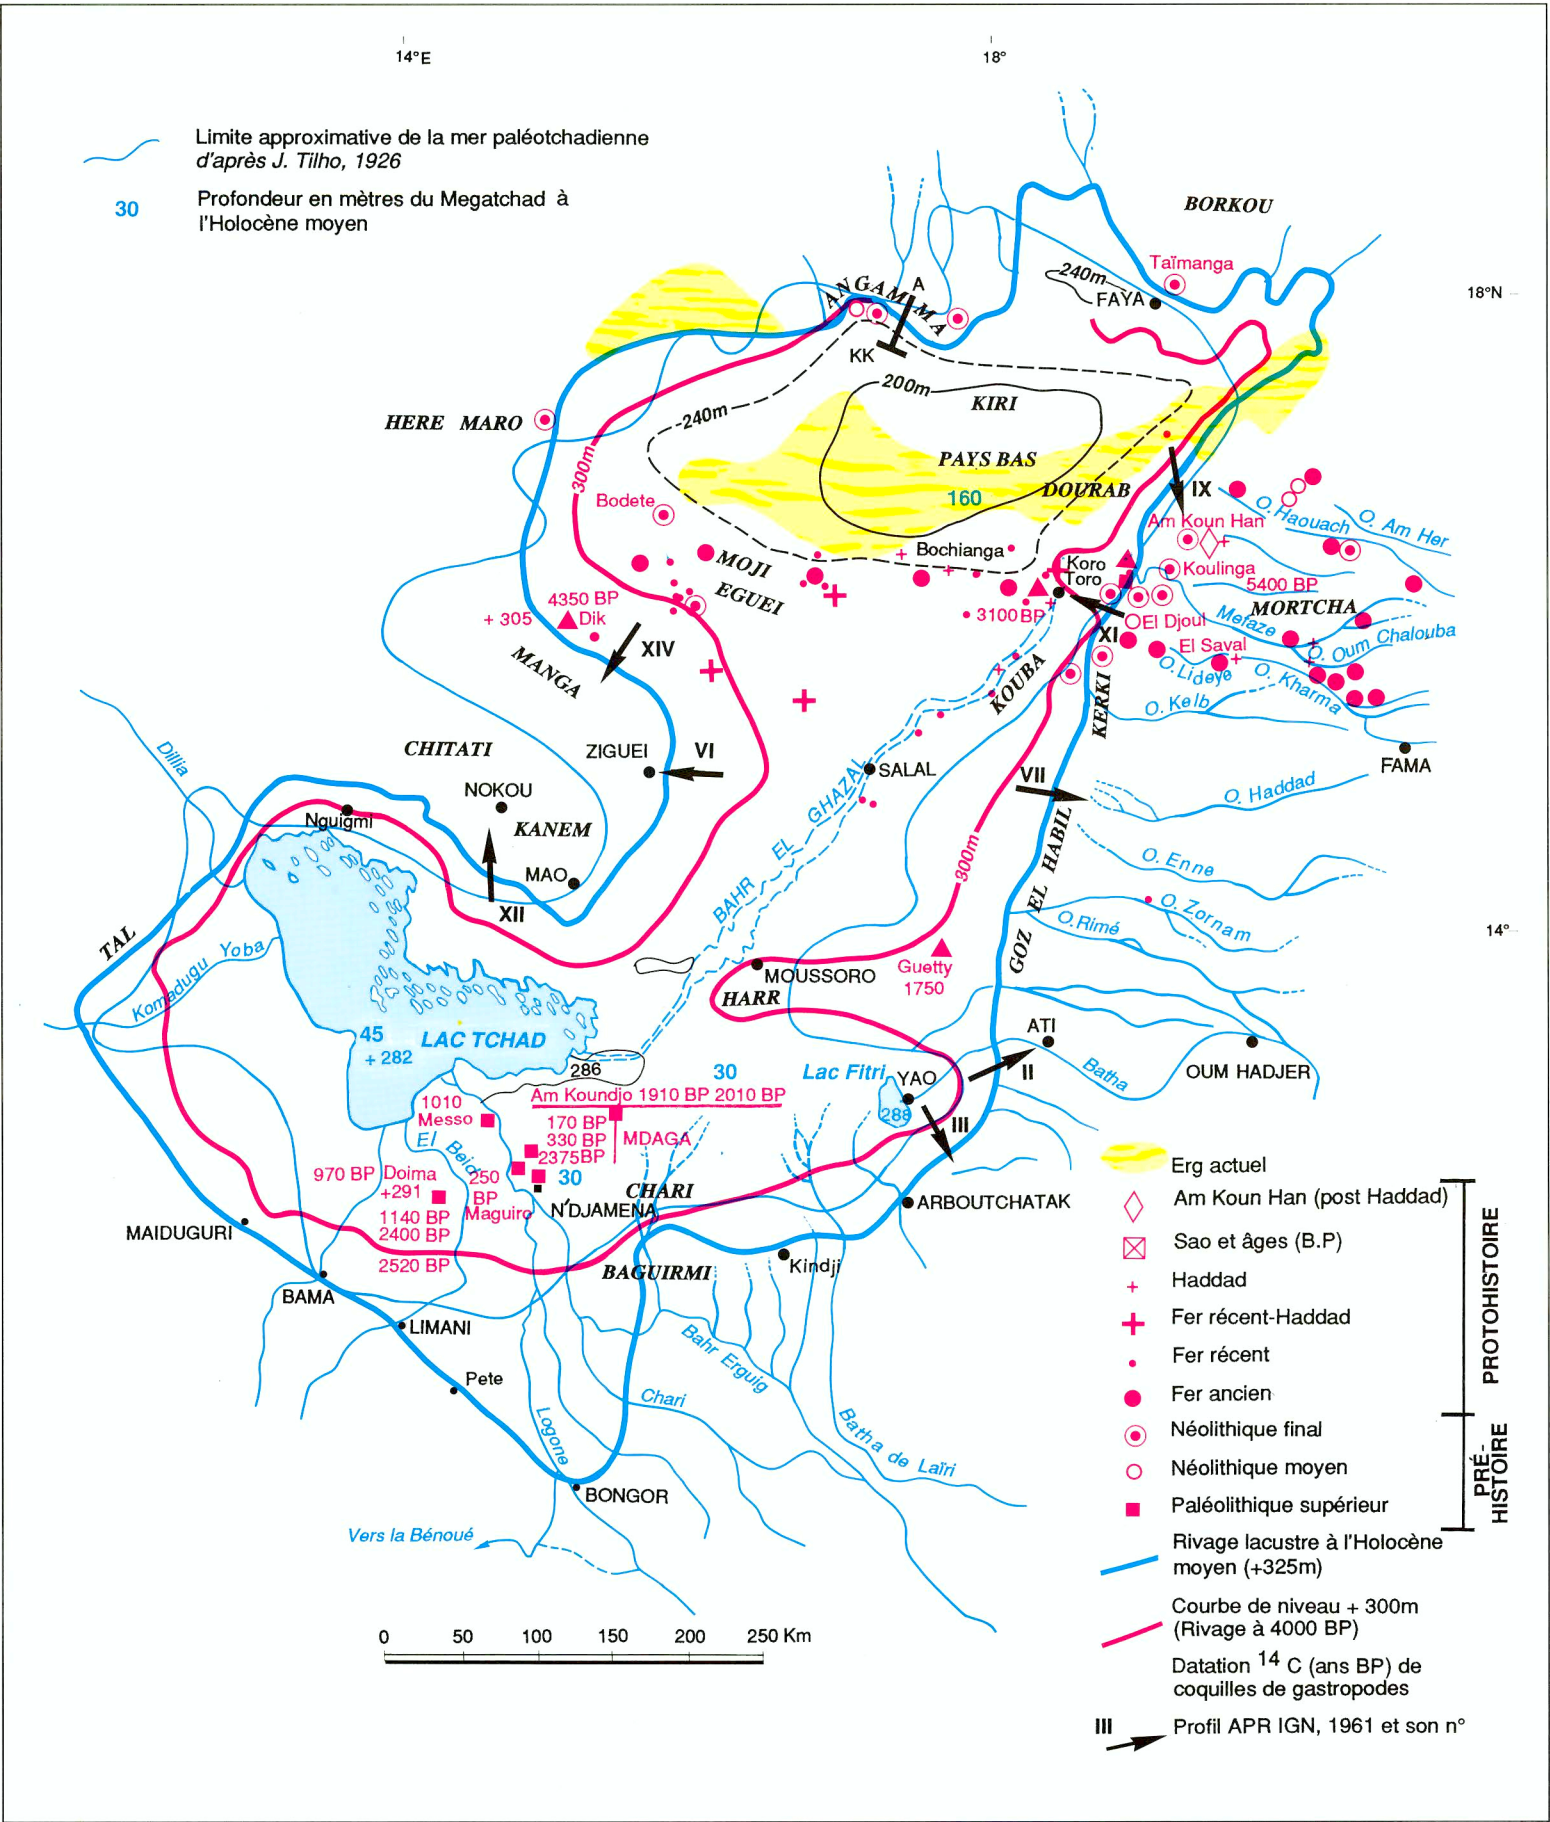 14°E
18°
Limite approximative de la mer paléotchadienne
d'après J. Tilho, 1926
30
Profondeur en mètres du Megatchad à
l'Holocène moyen
BORKOU
Taïmanga
240m
FAYA
18°N
ANGAMMA
A
KK
200m
KIRI
240m
HERE MARO
300m
PAYS BAS
160
DOURAB
IX
Bodete
Am Koun Han
O. Haouach
O. Am Her
Bochianga
MOJI
EGUEI
Koro
Toro
Koulinga
5400 BP
MORTCHA
4350 BP
+ 305
Dik
3100 BP
El Djoul
Mefaze
XI
XIV
El Saval
O. Oum Chalouba
MANGA
KOUBA
KERKI
O. Lideye
O. Kharma
O. Kelb
Dillia
CHITATI
ZIGUEI
VI
SALAL
VII
FAMA
NOKOU
O. Haddad
Nguigmi
KANEM
BAHR EL GHAZAL
300m
MAO
O. Enne
XII
GOZ EL HABIL
O. Zornam
O. Rimé
TAL
14°
Komadugu Yoba
Guetty
1750
MOUSSORO
HARR
45
+ 282
LAC TCHAD
ATI
286
30
Lac Fitri
YAO
II
Batha
OUM HADJER
288
III
1010
Messo
Am Koundjo 1910 BP 2010 BP
170 BP
330 BP
2375BP
MDAGA
El Beid
970 BP
Doima
+291
250
BP
Maguiro
30
1140 BP
2400 BP
2520 BP
CHARI
N'DJAMENA
ARBOUTCHATAK
MAIDUGURI
BAGUIRMI
Kindji
BAMA
LIMANI
Bahr Erguig
Pete
Chari
Logone
Batha de Laïri
BONGOR
Vers la Bénoué
0 50 100 150 200 250 Km
Erg actuel
Am Koun Han (post Haddad)
Sao et âges (B.P)
Haddad
Fer récent-Haddad
Fer récent
Fer ancien
PROTOHISTOIRE
Néolithique final
Néolithique moyen
Paléolithique supérieur
PRÉ-
HISTOIRE
Rivage lacustre à l'Holocène
moyen (+325m)
Courbe de niveau + 300m
(Rivage à 4000 BP)
Datation 14 C (ans BP) de
coquilles de gastropodes
III
Profil APR IGN, 1961 et son n°